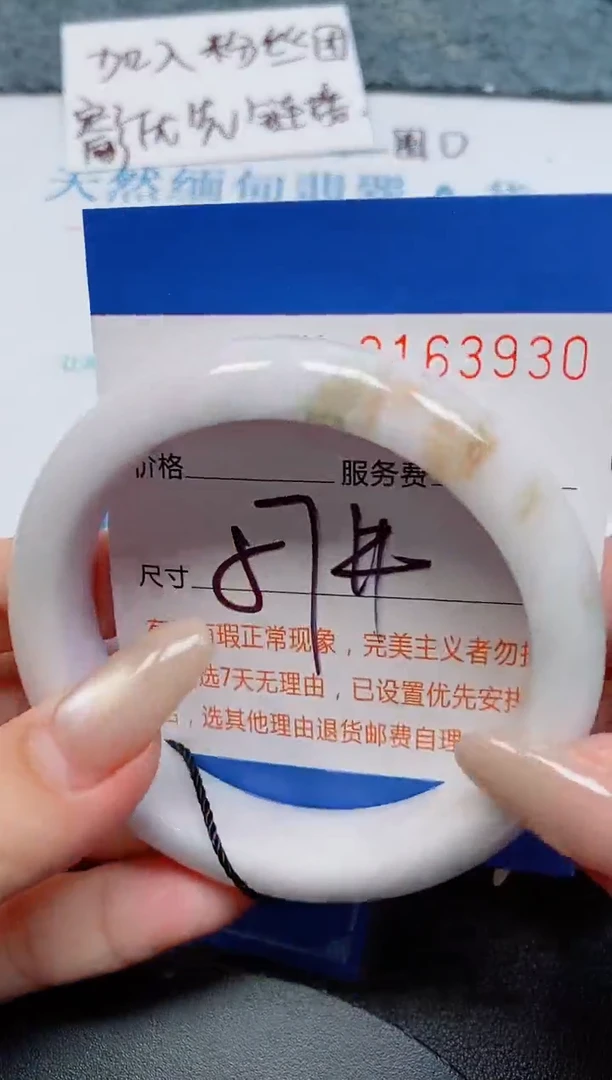 加入粉丝团
优先链接
圈口
天然缅甸翡翠
163930
价格
服务费
尺寸
瑕正常现象，完美主义者勿
选7天无理由，已设置优先安
，选其他理由退货邮费自理